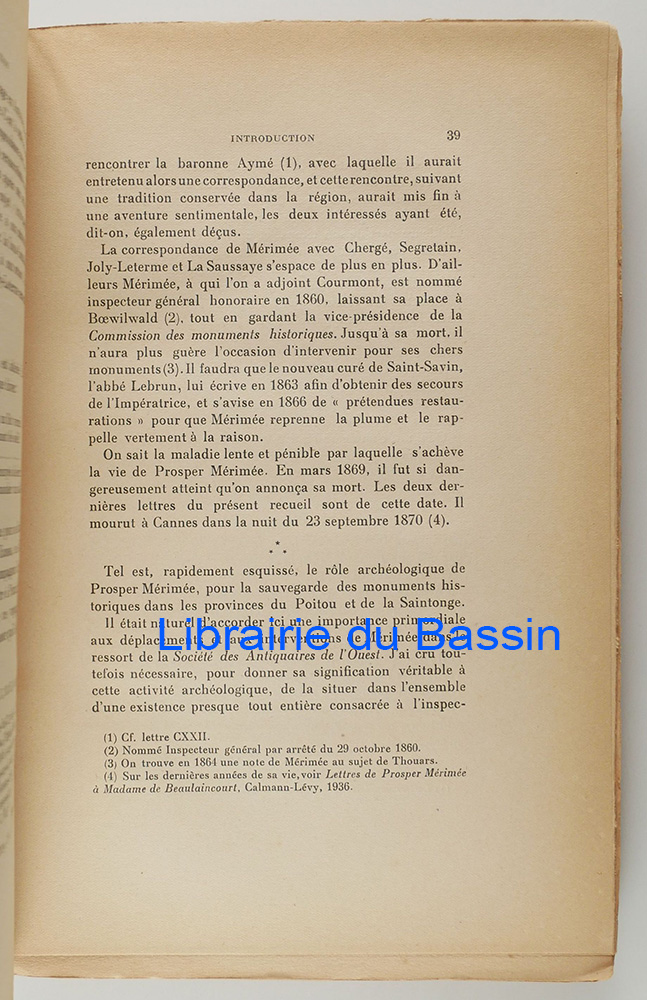 INTRODUCTION 39
rencontrer la baronne Aymé (1), avec laquelle il aurait
entretenu alors une correspondance, et cette rencontre, suivant
une tradition conservée dans la région, aurait mis fin à
une aventure sentimentale, les deux intéressés ayant été,
dit-on, également déçus.
La correspondance de Mérimée avec Chergé, Segretain,
Joly-Leterme et La Saussaye s'espace de plus en plus. D'ail-
leurs Mérimée, à qui l'on a adjoint Courmont, est nommé
inspecteur général honoraire en 1860, laissant sa place à
Bœwilwald (2), tout en gardant la vice-présidence de la
Commission des monuments historiques. Jusqu'à sa mort, il
n'aura plus guère l'occasion d'intervenir pour ses chers
monuments (3). Il faudra que le nouveau curé de Saint-Savin,
l'abbé Lebrun, lui écrive en 1863 afin d'obtenir des secours
de l'Impératrice, et s'avise en 1866 de « prétendues restau-
rations » pour que Mérimée reprenne la plume et le rap-
pelle vertement à la raison.
On sait la maladie lente et pénible par laquelle s'achève
la vie de Prosper Mérimée. En mars 1869, il fut si dan-
gereusement atteint qu'on annonça sa mort. Les deux der-
nières lettres du présent recueil sont de cette date. Il
mourut à Cannes dans la nuit du 23 septembre 1870 (4).
* * *
Tel est, rapidement esquissé, le rôle archéologique de
Prosper Mérimée, pour la sauvegarde des monuments his-
toriques dans les provinces du Poitou et de la Saintonge.
Il était naturel d'accorder ici une importance primordiale
aux déplacements et aux interventions de Mérimée dans le
Librairie du Bassin
ressort de la Société des Antiquaires de l'Ouest. J'ai cru tou-
tefois nécessaire, pour donner sa signification véritable à
cette activité archéologique, de la situer dans l'ensemble
d'une existence presque tout entière consacrée à l'inspec-
(1) Cf. lettre CXXII.
(2) Nommé Inspecteur général par arrêté du 29 octobre 1860.
(3) On trouve en 1864 une note de Mérimée au sujet de Thouars.
(4) Sur les dernières années de sa vie, voir Lettres de Prosper Mérimée
à Madame de Beaulaincourt, Calmann-Lévy, 1936.